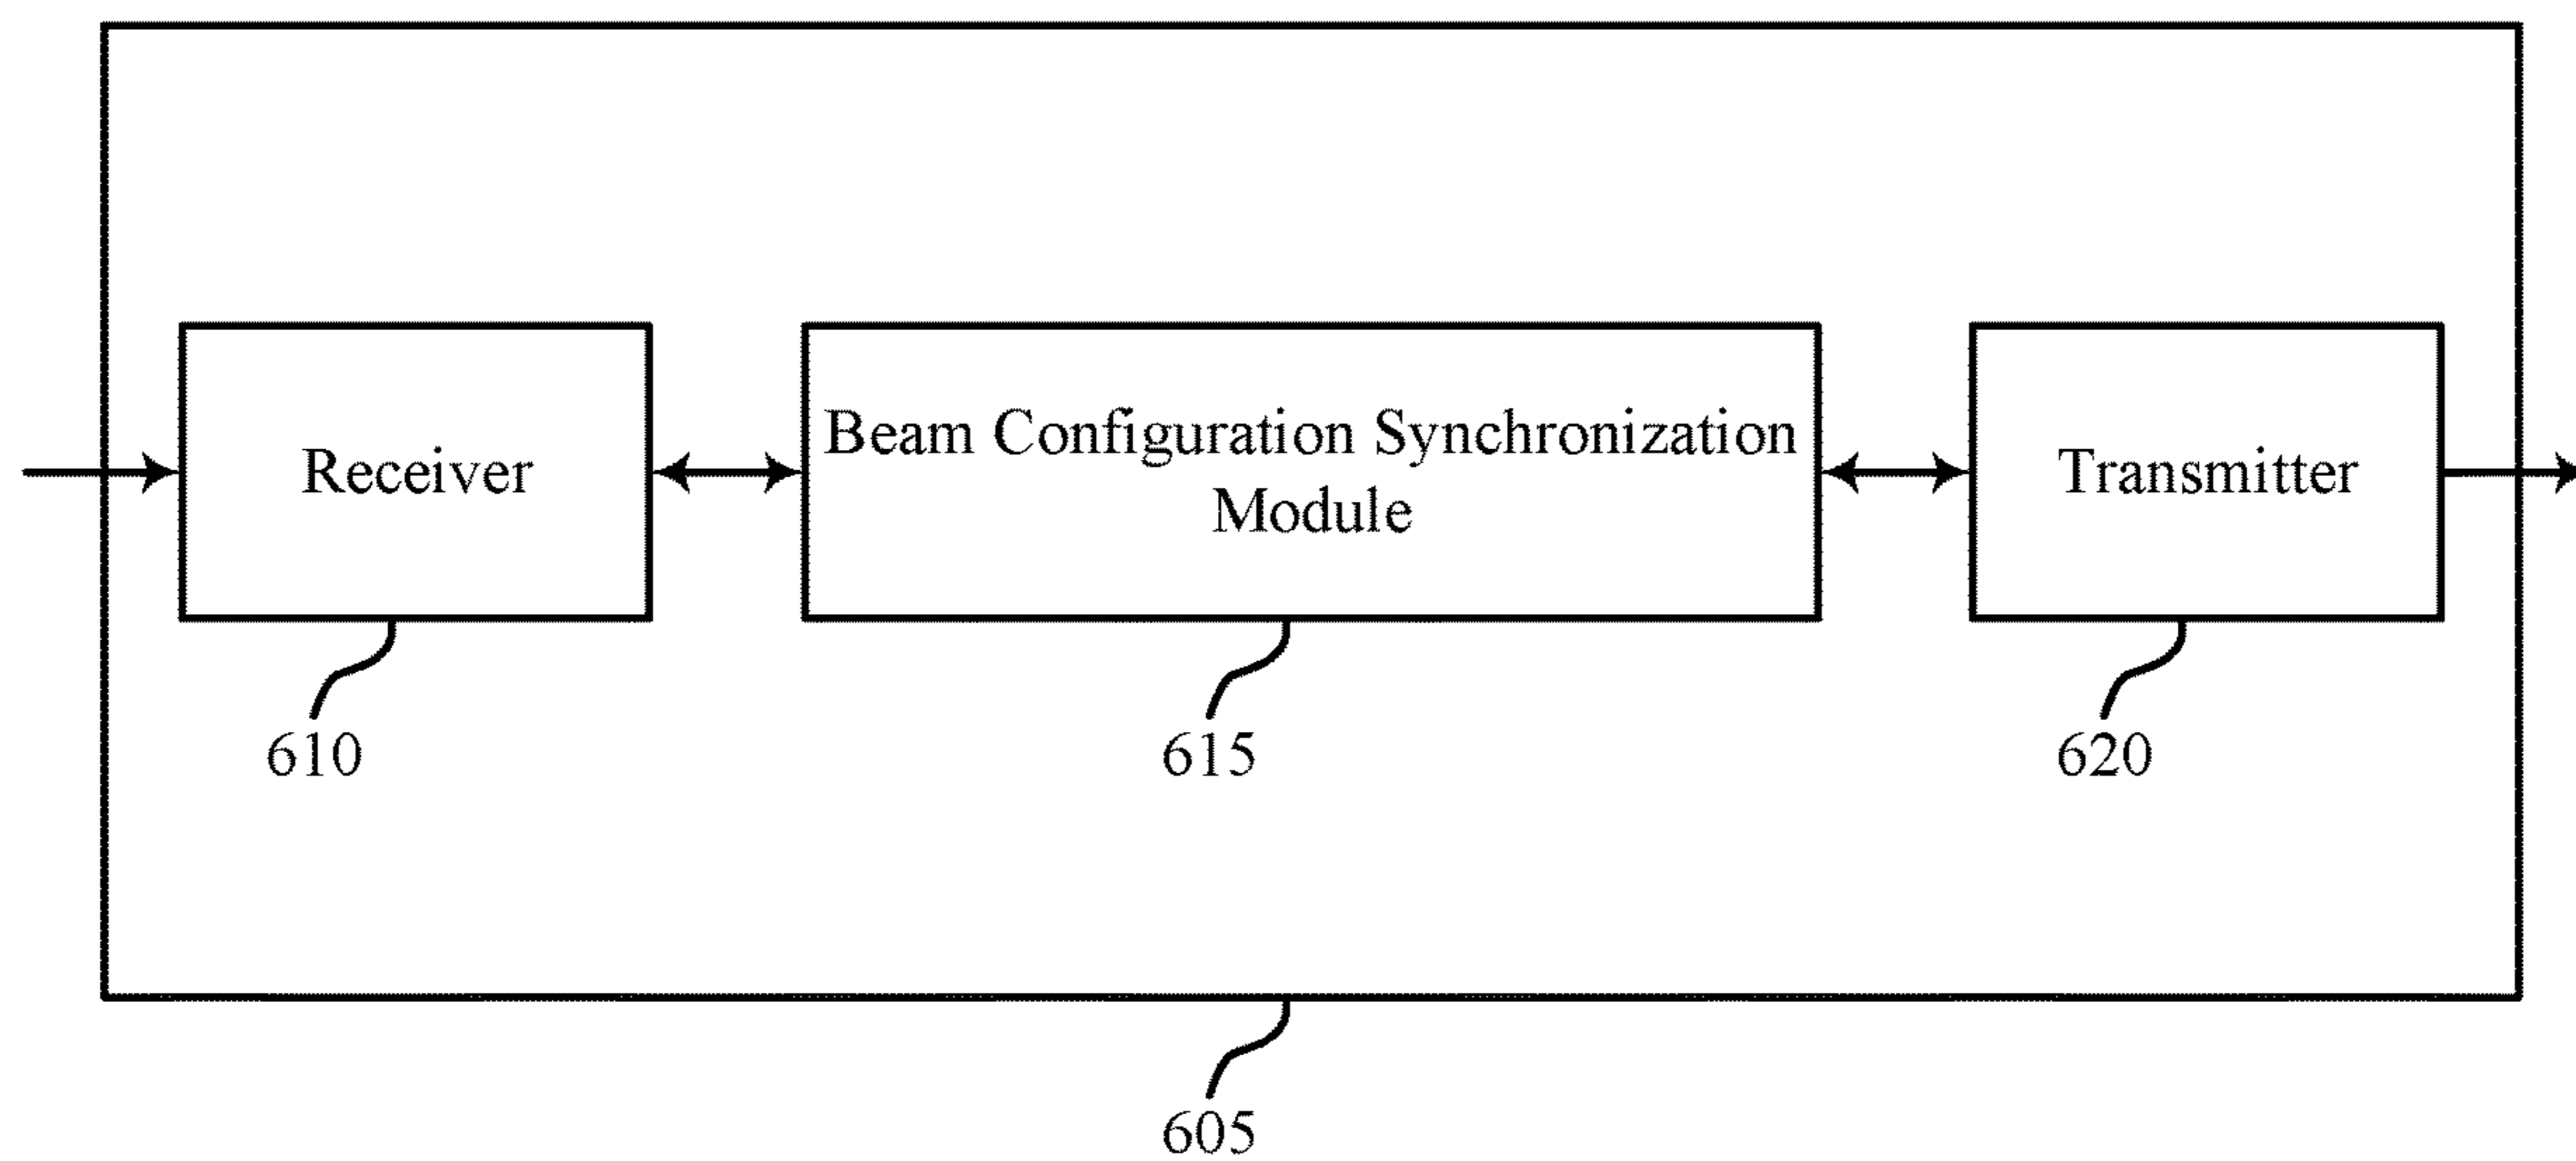 Receiver
Beam Configuration Synchronization
Module
Transmitter
610
615
620
605